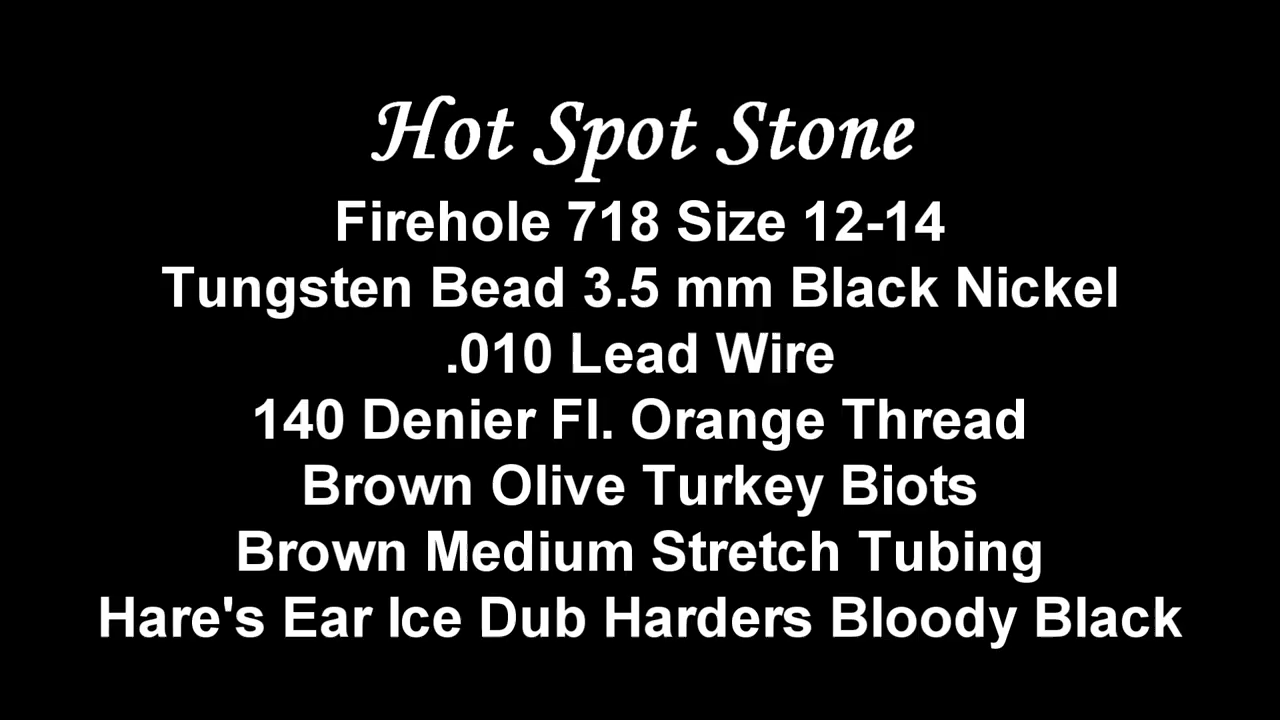 Hot Spot Stone
Firehole 718 Size 12-14
Tungsten Bead 3.5 mm Black Nickel
.010 Lead Wire
140 Denier Fl. Orange Thread
Brown Olive Turkey Biots
Brown Medium Stretch Tubing
Hare's Ear Ice Dub Harders Bloody Black